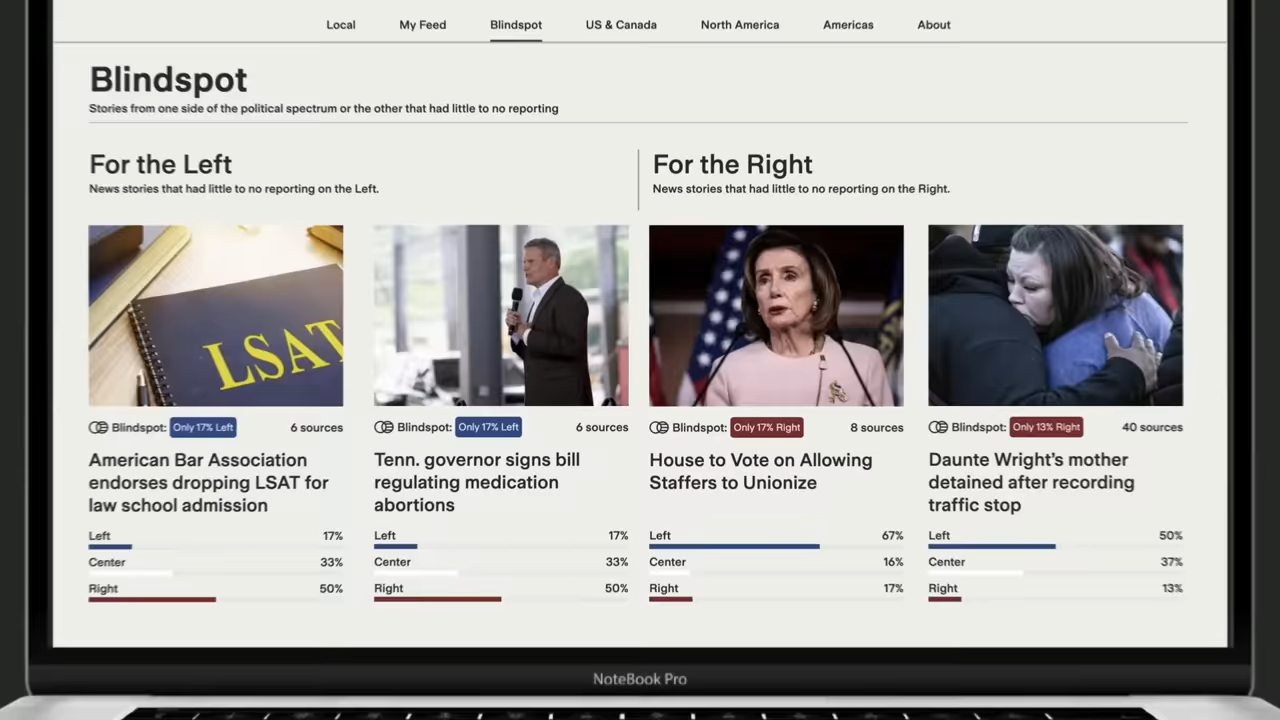 Local My Feed Blindspot US & Canada North America Americas About
Blindspot
Stories from one side of the political spectrum or the other that had little to no reporting
For the Left
News stories that had little to no reporting on the Left.
For the Right
News stories that had little to no reporting on the Right.
LSAT
Blindspot: Only 17% Left 6 sources
American Bar Association
endorses dropping LSAT for
law school admission
Left 17%
Center 33%
Right 50%
Blindspot: Only 17% Left 6 sources
Tenn. governor signs bill
regulating medication
abortions
Left 17%
Center 33%
Right 50%
Blindspot: Only 17% Right 8 sources
House to Vote on Allowing
Staffers to Unionize
Left 67%
Center 16%
Right 17%
Blindspot: Only 13% Right 40 sources
Daunte Wright's mother
detained after recording
traffic stop
Left 50%
Center 37%
Right 13%
NoteBook Pro